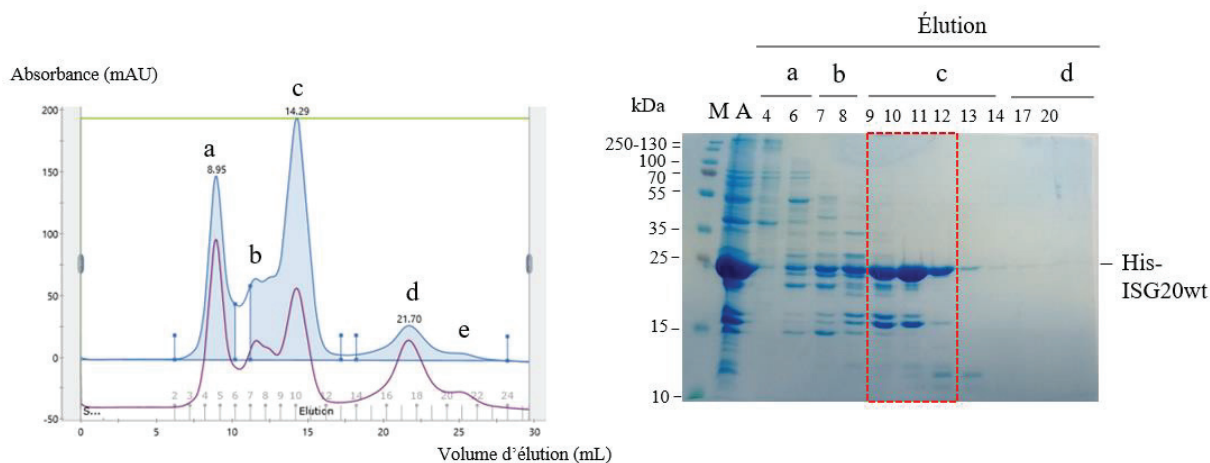 Absorbance (mAU)
c
14.29
a
8.95
b
d
21.70
e
200
150
100
50
0
-50
S...
2 3 4 5 6 7 8 9 10 12 14 16 18 20 22 24
Elution
0 5 10 15 20 25 30
Volume d’élution (mL)
Élution
a b c d
kDa
M A 4 6 7 8 9 10 11 12 13 14 17 20
250-130 =
100 –
70 –
55 –
35 –
25 –
15 –
10 –
– His-
ISG20wt